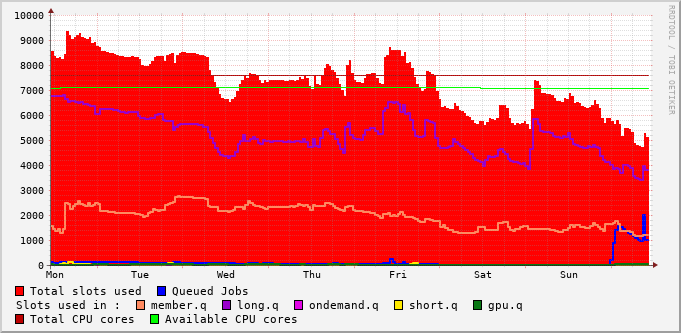 10000
9000
8000
7000
6000
5000
4000
3000
2000
1000
0
Mon Tue Wed Thu Fri Sat Sun
Total slots used Queued Jobs
Slots used in : member.q long.q ondemand.q short.q gpu.q
Total CPU cores Available CPU cores
RRDTOOL / TOBI OETIKER